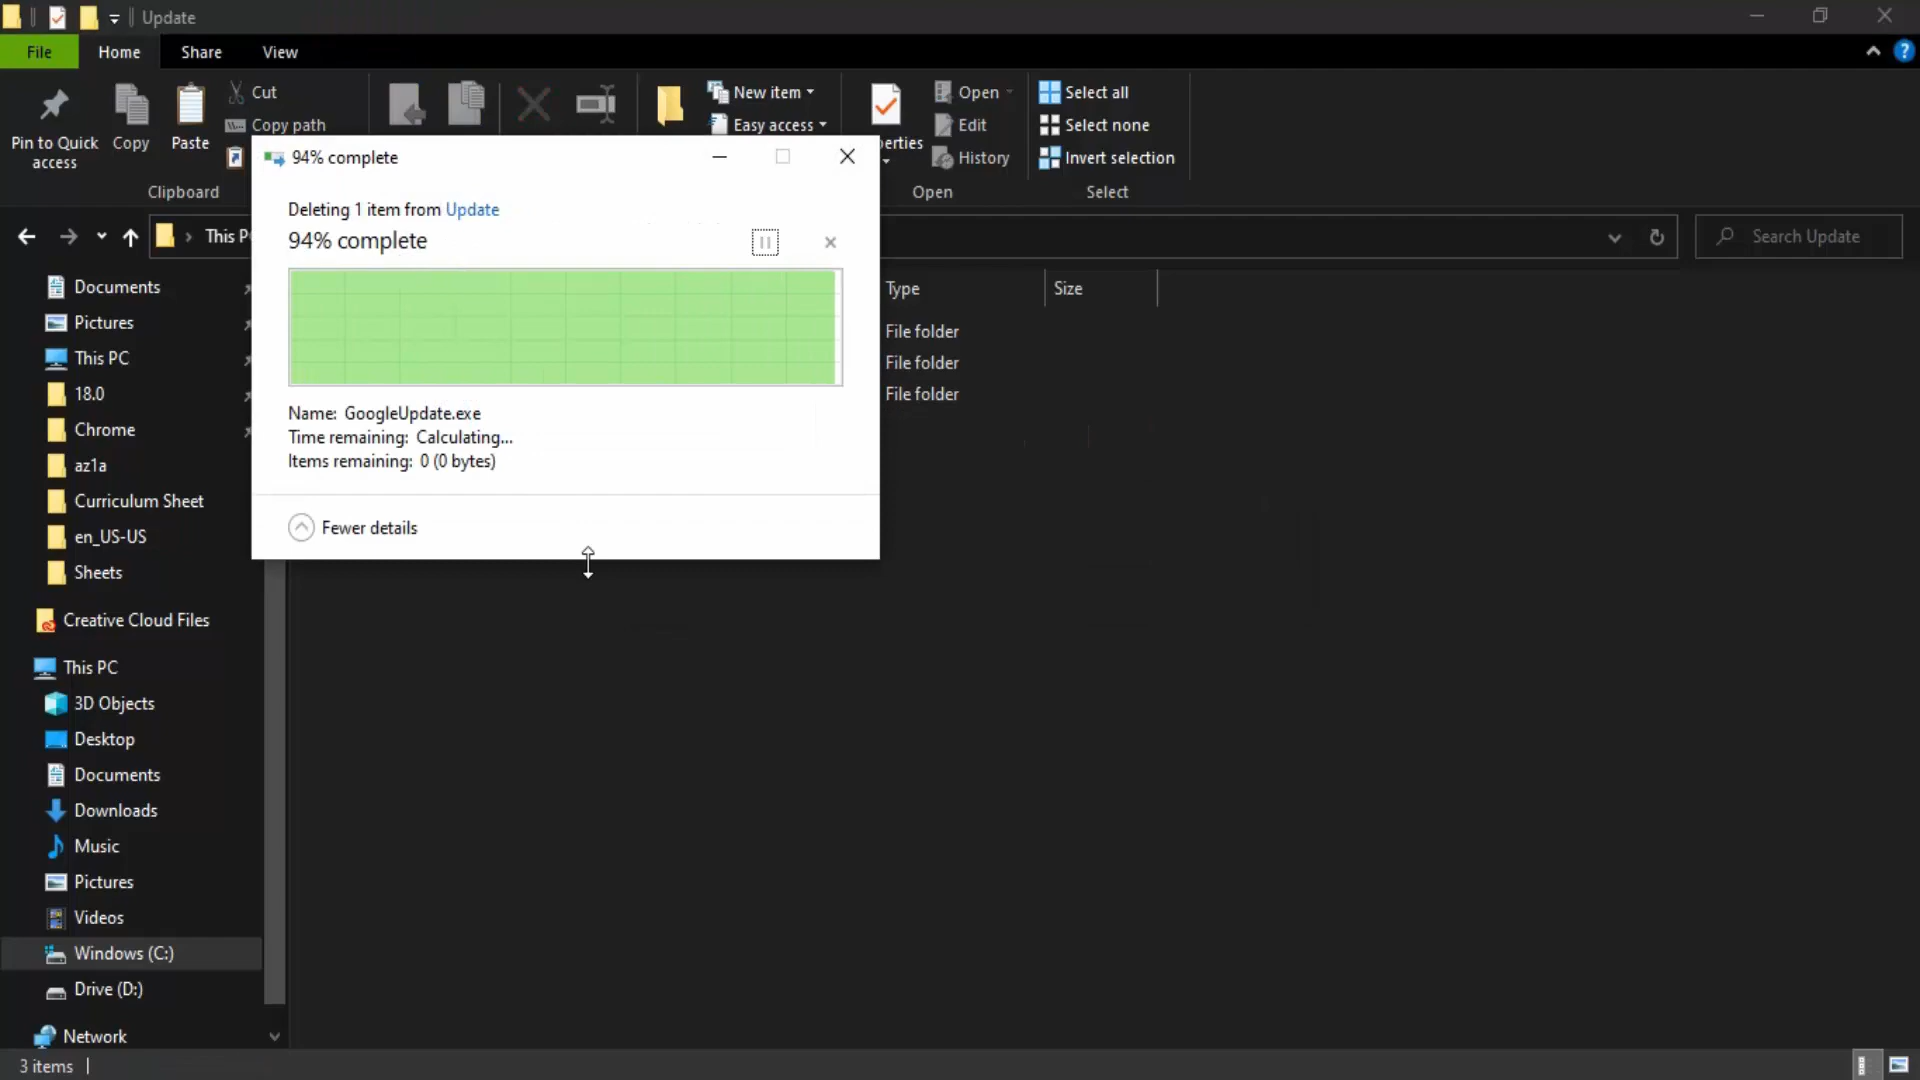 Update
File Home Share View
Pin to Quick access
Copy
Paste
Cut
Copy path
New item
Easy access
erties
Open
Edit
History
Select all
Select none
Invert selection
Clipboard
Open
Select
94% complete
Deleting 1 item from Update
94% complete
Name: GoogleUpdate.exe
Time remaining: Calculating...
Items remaining: 0 (0 bytes)
Fewer details
This P
Search Update
Type Size
File folder
File folder
File folder
Documents
Pictures
This PC
18.0
Chrome
az1a
Curriculum Sheet
en_US-US
Sheets
Creative Cloud Files
This PC
3D Objects
Desktop
Documents
Downloads
Music
Pictures
Videos
Windows (C:)
Drive (D:)
Network
3 items